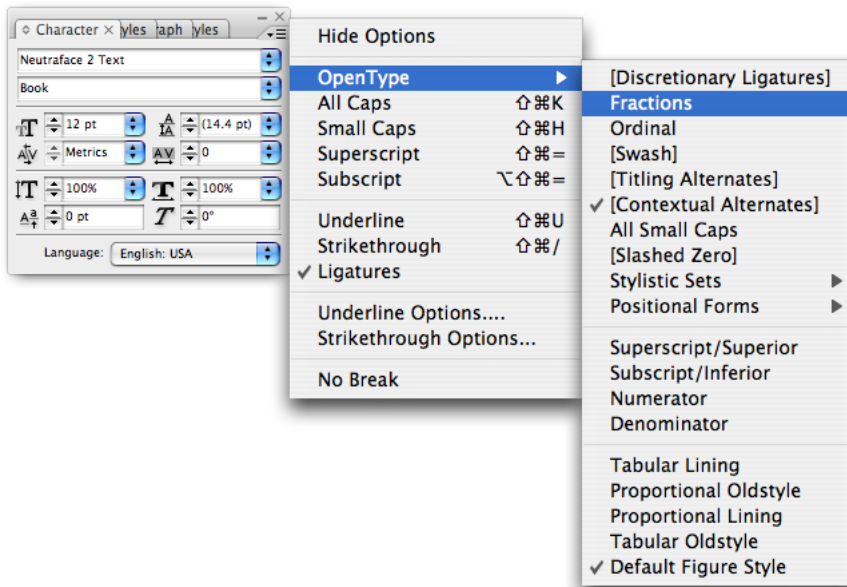 Character × yles raph yles
Neutraface 2 Text
Book
12 pt (14.4 pt)
Metrics 0
100% 100%
0 pt 0°
Language: English: USA
Hide Options
OpenType
All Caps ⇧⌘K
Small Caps ⇧⌘H
Superscript ⇧⌘=
Subscript ⌥⇧⌘=
Underline ⇧⌘U
Strikethrough ⇧⌘/
✓ Ligatures
Underline Options....
Strikethrough Options...
No Break
[Discretionary Ligatures]
Fractions
Ordinal
[Swash]
[Titling Alternates]
✓ [Contextual Alternates]
All Small Caps
[Slashed Zero]
Stylistic Sets
Positional Forms
Superscript/Superior
Subscript/Inferior
Numerator
Denominator
Tabular Lining
Proportional Oldstyle
Proportional Lining
Tabular Oldstyle
✓ Default Figure Style